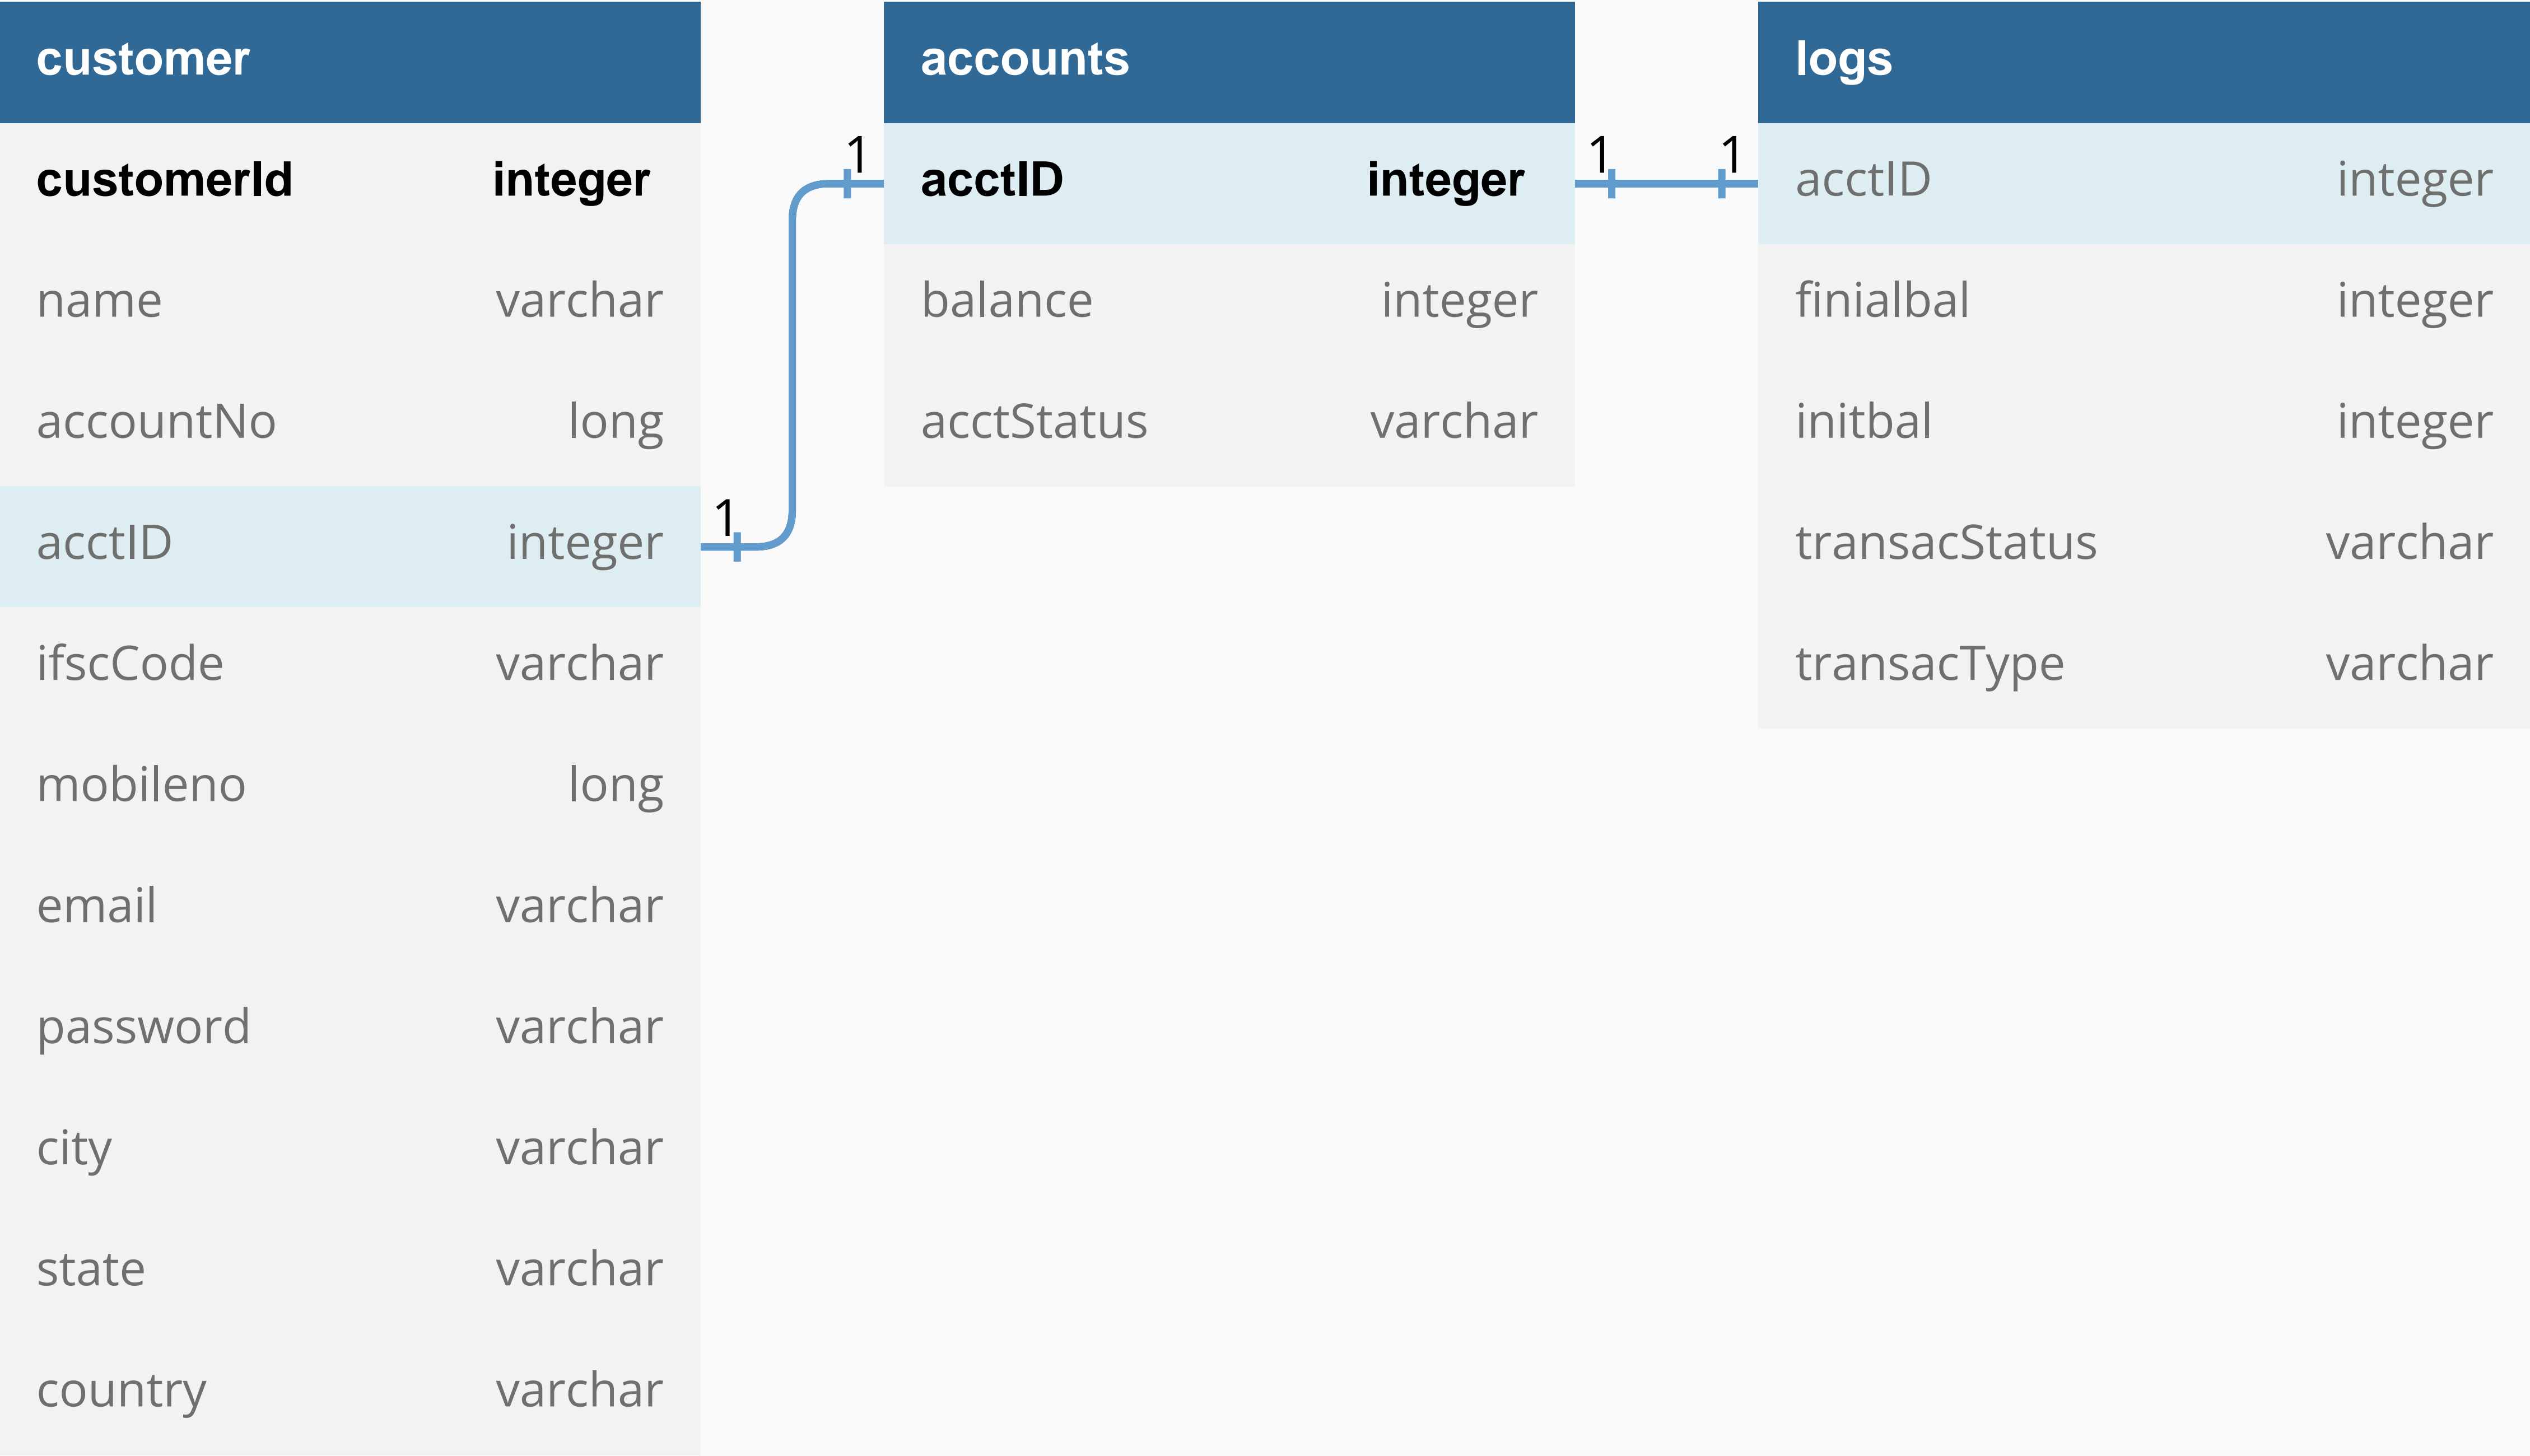 customer
customerId integer
name varchar
accountNo long
acctID integer
ifscCode varchar
mobileno long
email varchar
password varchar
city varchar
state varchar
country varchar
1
1
accounts
acctID integer
balance integer
acctStatus varchar
1
1
logs
acctID integer
finialbal integer
initbal integer
transacStatus varchar
transacType varchar